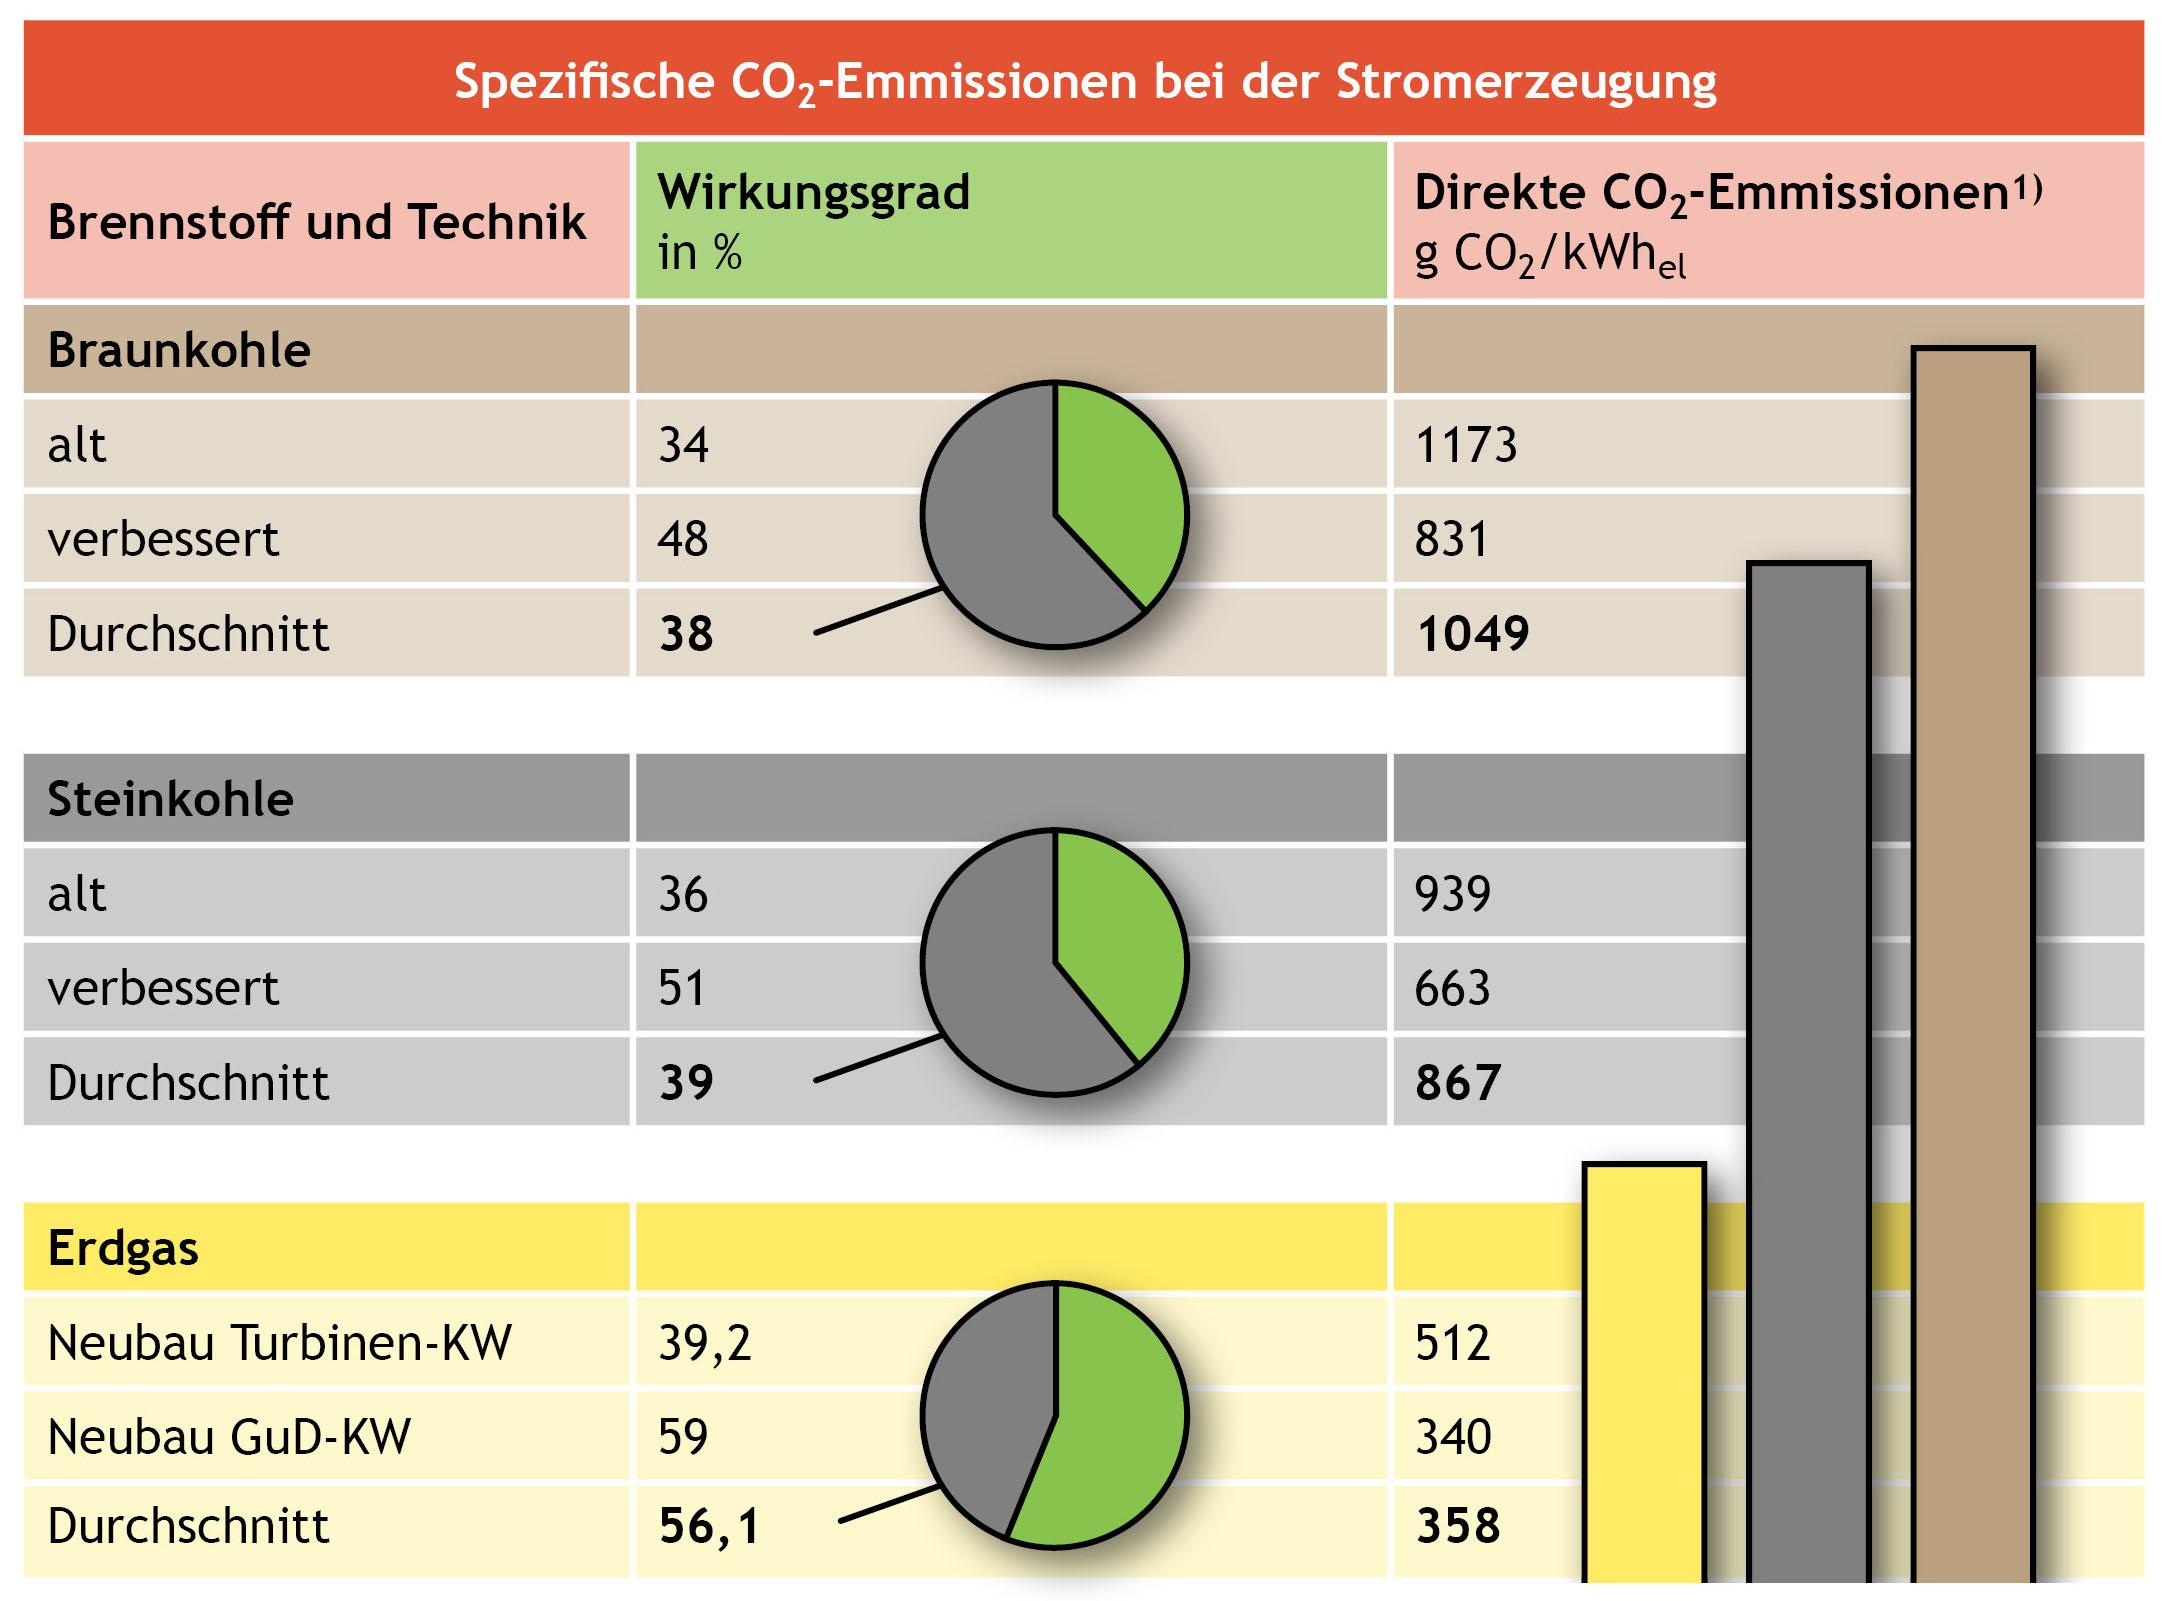 Spezifische CO₂-Emmissionen bei der Stromerzeugung
Brennstoff und Technik
Wirkungsgrad
in %
Direkte CO₂-Emmissionen¹⁾
g CO₂/kWhₑₗ
Braunkohle
alt 34 1173
verbessert 48 831
Durchschnitt 38 1049
Steinkohle
alt 36 939
verbessert 51 663
Durchschnitt 39 867
Erdgas
Neubau Turbinen-KW 39,2 512
Neubau GuD-KW 59 340
Durchschnitt 56,1 358